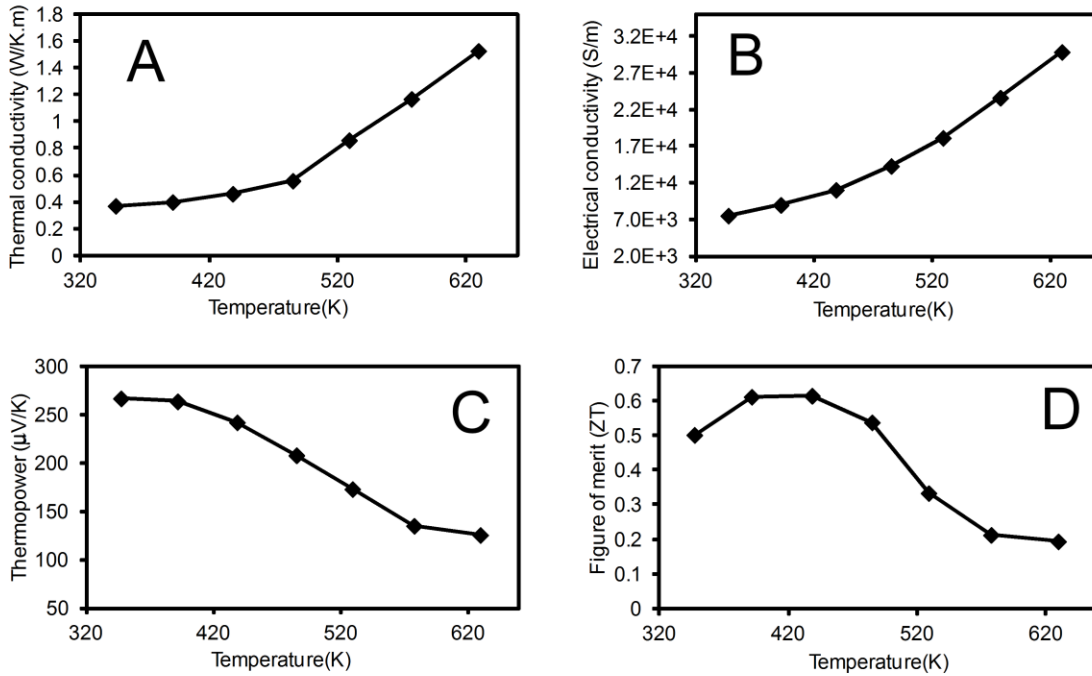 A
Thermal conductivity (W/K.m)
1.8
1.6
1.4
1.2
1
0.8
0.6
0.4
0.2
0
320 420 520 620
Temperature(K)
B
Electrical conductivity (S/m)
3.2E+4
2.7E+4
2.2E+4
1.7E+4
1.2E+4
7.0E+3
2.0E+3
320 420 520 620
Temperature(K)
C
Thermopower (µV/K)
300
250
200
150
100
50
320 420 520 620
Temperature(K)
D
Figure of merit (ZT)
0.7
0.6
0.5
0.4
0.3
0.2
0.1
0
320 420 520 620
Temperature(K)